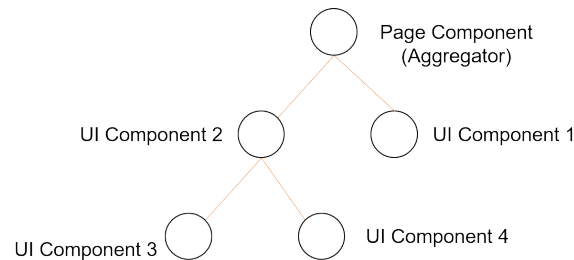 Page Component
(Aggregator)
UI Component 2
UI Component 1
UI Component 3
UI Component 4